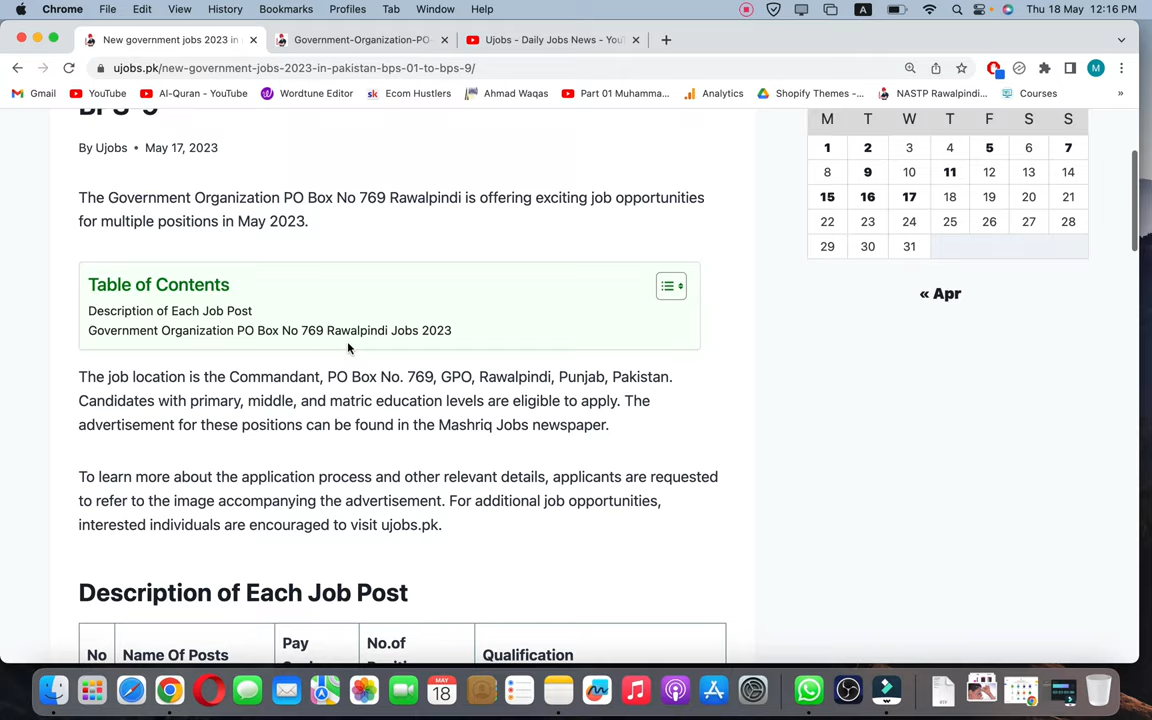 Chrome File Edit View History Bookmarks Profiles Tab Window Help A Thu 18 May 12:16 PM
New government jobs 2023 in Government-Organization-PO- Ujobs - Daily Jobs News - You
ujobs.pk/new-government-jobs-2023-in-pakistan-bps-01-to-bps-9/ M
Gmail YouTube Al-Quran - YouTube Wordtune Editor sk Ecom Hustlers Ahmad Waqas Part 01 Muhamma... Analytics Shopify Themes -... NASTP Rawalpindi... Courses »
BPS-9
By Ujobs • May 17, 2023
The Government Organization PO Box No 769 Rawalpindi is offering exciting job opportunities
for multiple positions in May 2023.
Table of Contents
Description of Each Job Post
Government Organization PO Box No 769 Rawalpindi Jobs 2023
The job location is the Commandant, PO Box No. 769, GPO, Rawalpindi, Punjab, Pakistan.
Candidates with primary, middle, and matric education levels are eligible to apply. The
advertisement for these positions can be found in the Mashriq Jobs newspaper.
To learn more about the application process and other relevant details, applicants are requested
to refer to the image accompanying the advertisement. For additional job opportunities,
interested individuals are encouraged to visit ujobs.pk.
Description of Each Job Post
No Name Of Posts Pay No.of Qualification
M T W T F S S
1 2 3 4 5 6 7
8 9 10 11 12 13 14
15 16 17 18 19 20 21
22 23 24 25 26 27 28
29 30 31
« Apr
MAY
18